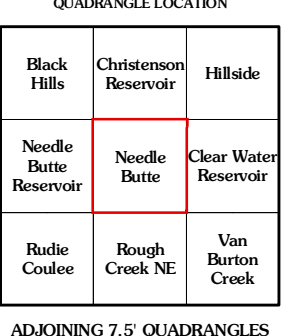 QUADRANGLE LOCATION
Black
Hills
Christenson
Reservoir
Hillside
Needle
Butte
Reservoir
Needle
Butte
Clear Water
Reservoir
Rudie
Coulee
Rough
Creek NE
Van
Burton
Creek
ADJOINING 7.5' QUADRANGLES